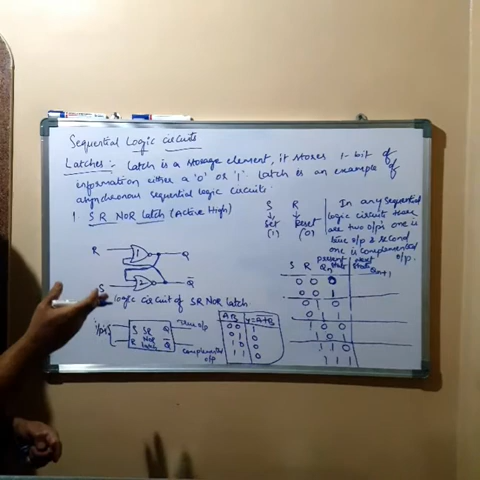 Sequential Logic circuits
Latches:- Latch is a storage element, it stores 1-bit of
information either a '0' or '1'. Latch is an example of
asynchronous sequential logic circuits.
1 S R NOR Latch (Active High)
S R
↓ ↓
Set Reset
(1) (0)
In any sequential
logic circuits there
are two o/p's one is
true o/p & second
one is complemented
o/p.
R Q
S Q̄
Logic circuit of SR NOR Latch
i/p's S SR Q True o/p
R NOR
Latch Q̄ complemented
o/p
A B Y=A+B
0 0 1
0 1 0
1 0 0
1 1 0
present next
S R Qn state state Qn+1
0 0 0
0 0 1
0 1 0
0 1 1
1 0 0
1 0 1
1 1 0
1 1 1